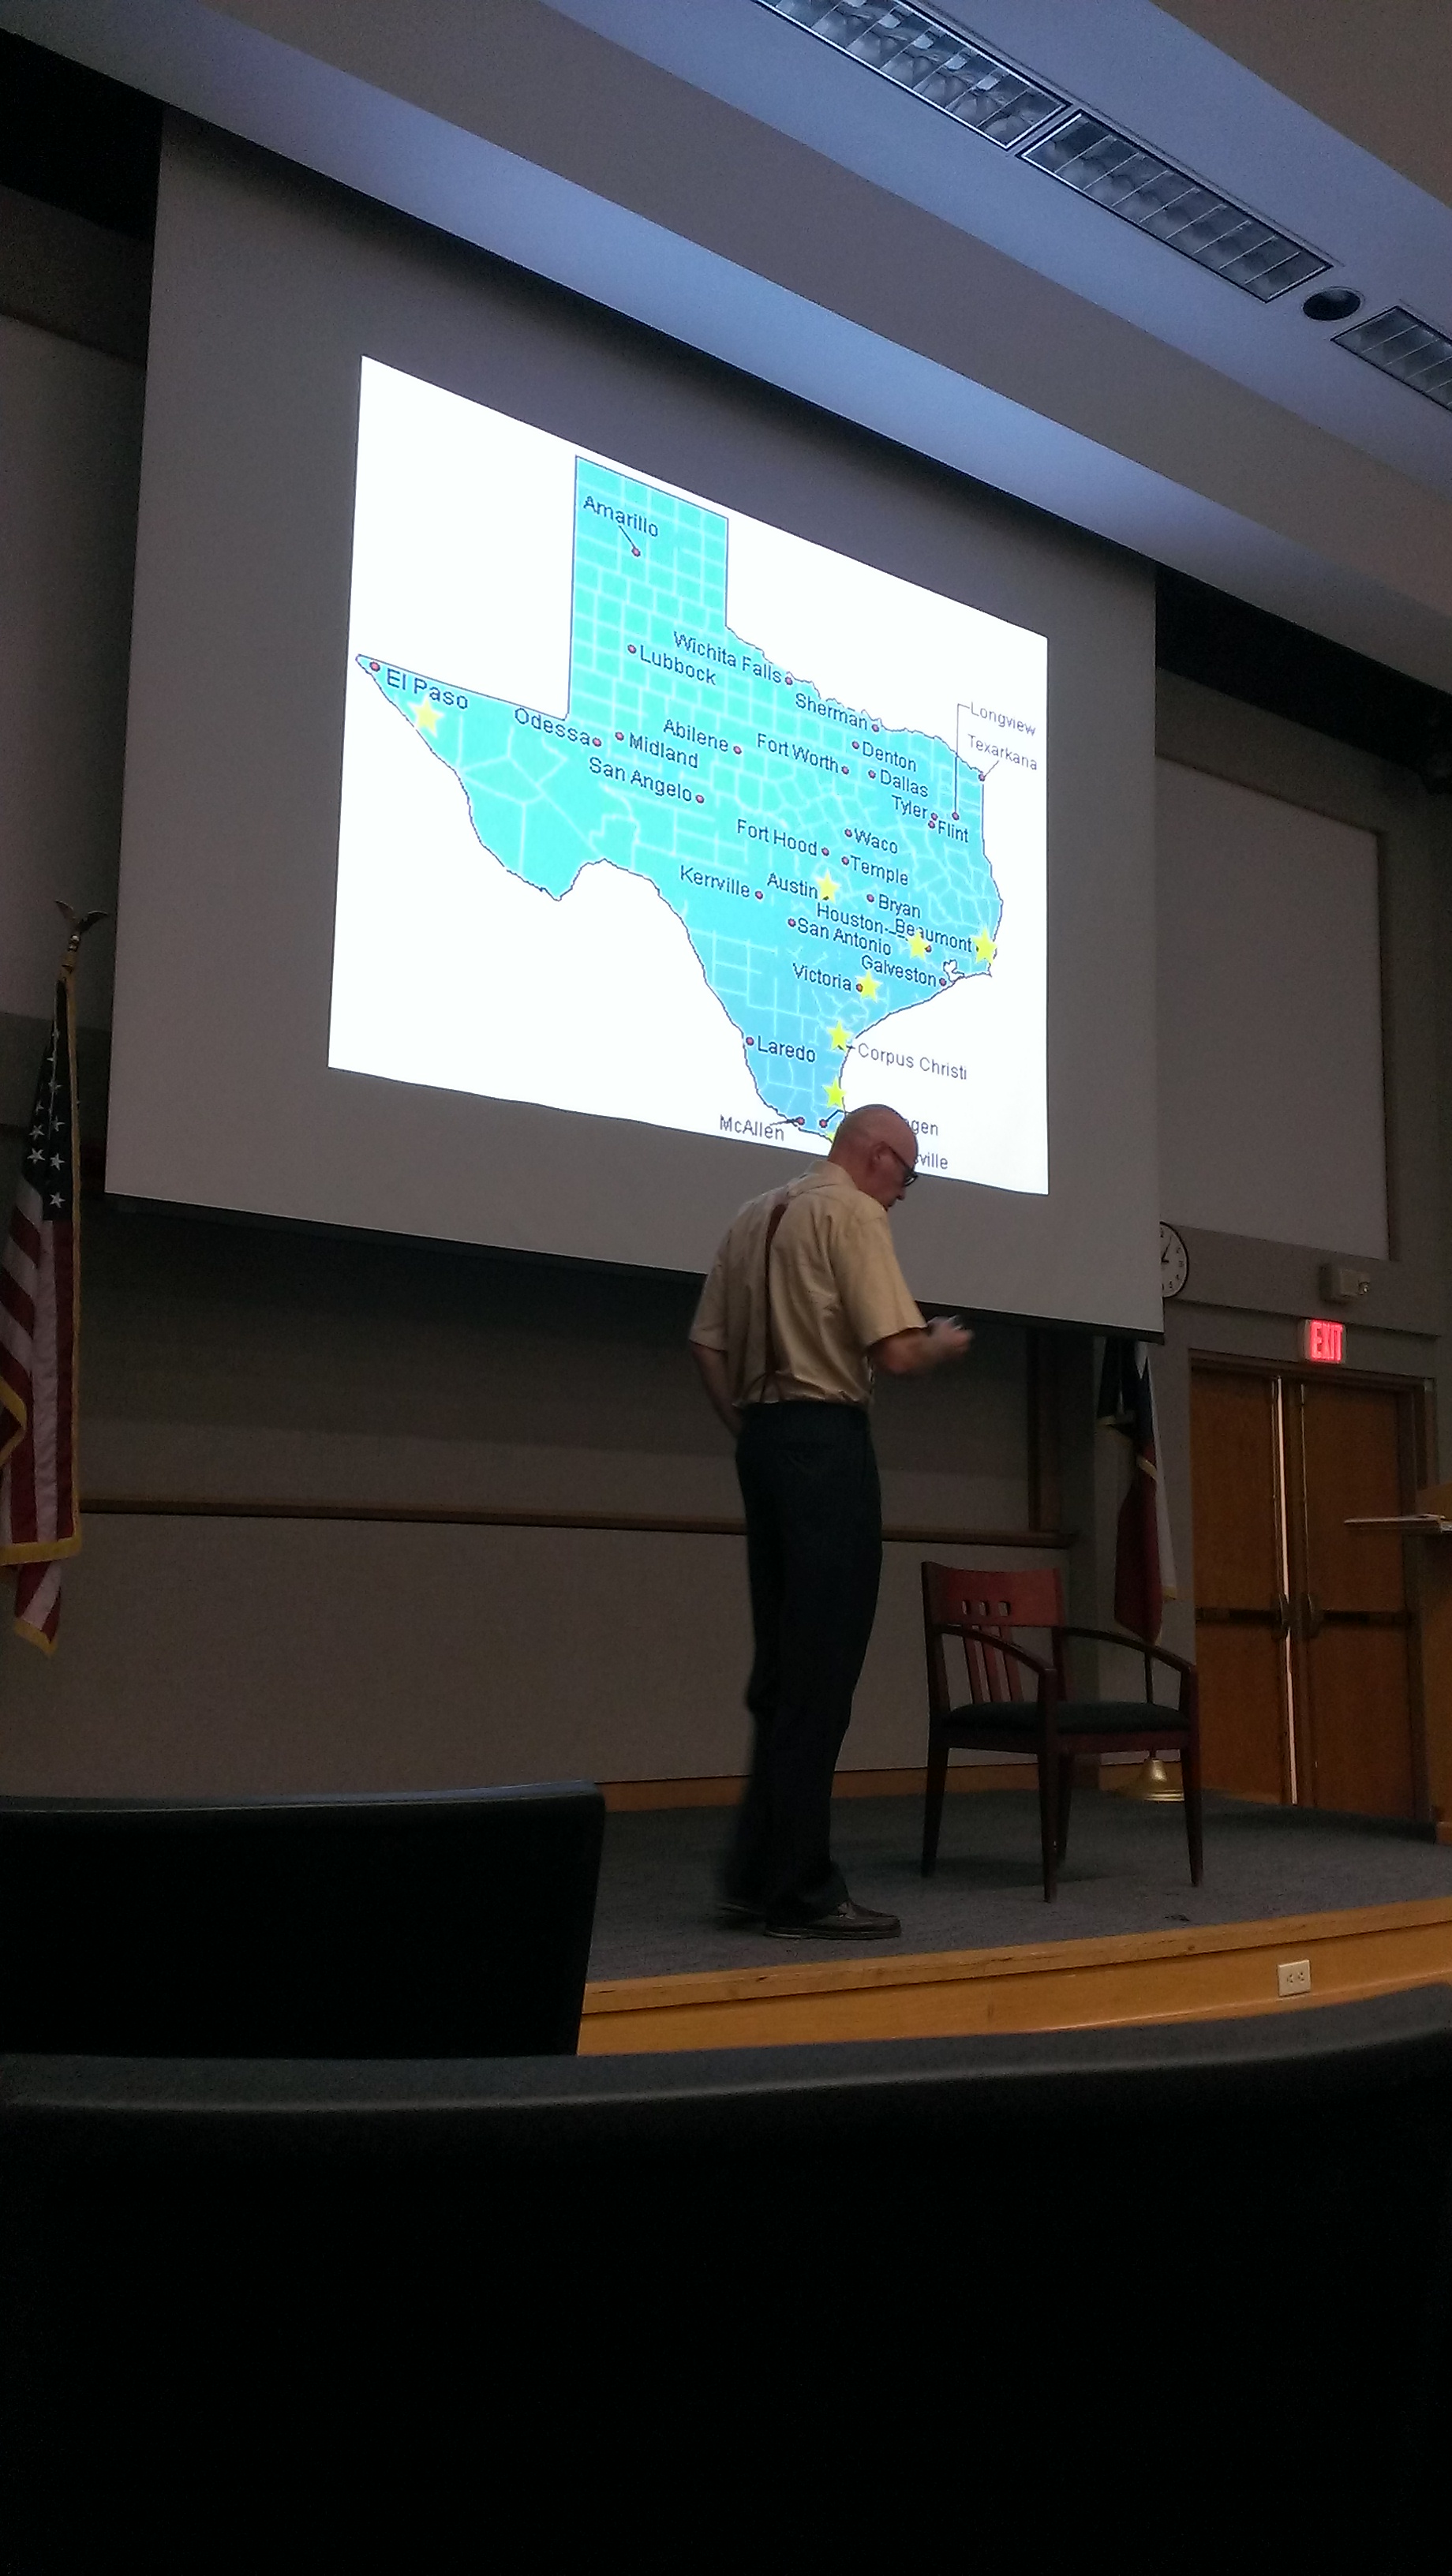 Amarillo
Wichita Falls
Lubbock
El Paso
Sherman
Longview
Odessa
Midland
Abilene
Fort Worth
Denton
Texarkana
Dallas
San Angelo
Tyler
Flint
Fort Hood
Waco
Temple
Kerrville
Austin
Bryan
Houston
Beaumont
San Antonio
Galveston
Victoria
Laredo
Corpus Christi
McAllen
gen
ville
EXIT